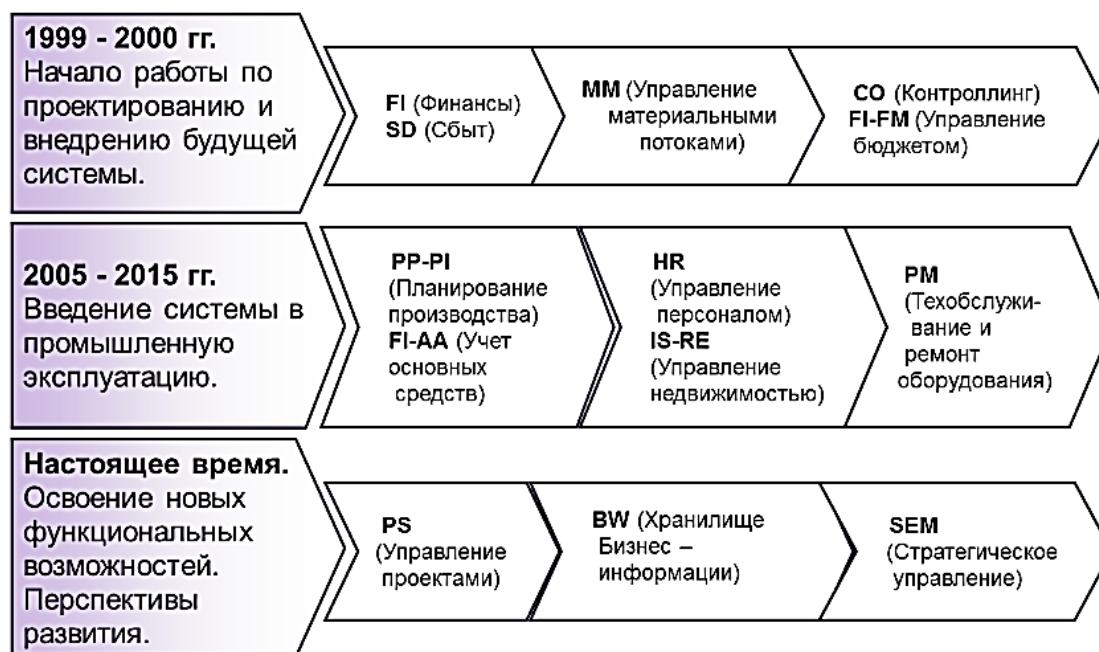 1999 - 2000 гг.
Начало работы по
проектированию и
внедрению будущей
системы.
FI (Финансы)
SD (Сбыт)
MM (Управление
материальными
потоками)
CO (Контроллинг)
FI-FM (Управление
бюджетом)
2005 - 2015 гг.
Введение системы в
промышленную
эксплуатацию.
PP-PI
(Планирование
производства)
FI-AA (Учет
основных
средств)
HR
(Управление
персоналом)
IS-RE
(Управление
недвижимостью)
PM
(Техобслужи-
вание и
ремонт
оборудования)
Настоящее время.
Освоение новых
функциональных
возможностей.
Перспективы
развития.
PS
(Управление
проектами)
BW (Хранилище
Бизнес –
информации)
SEM
(Стратегическое
управление)